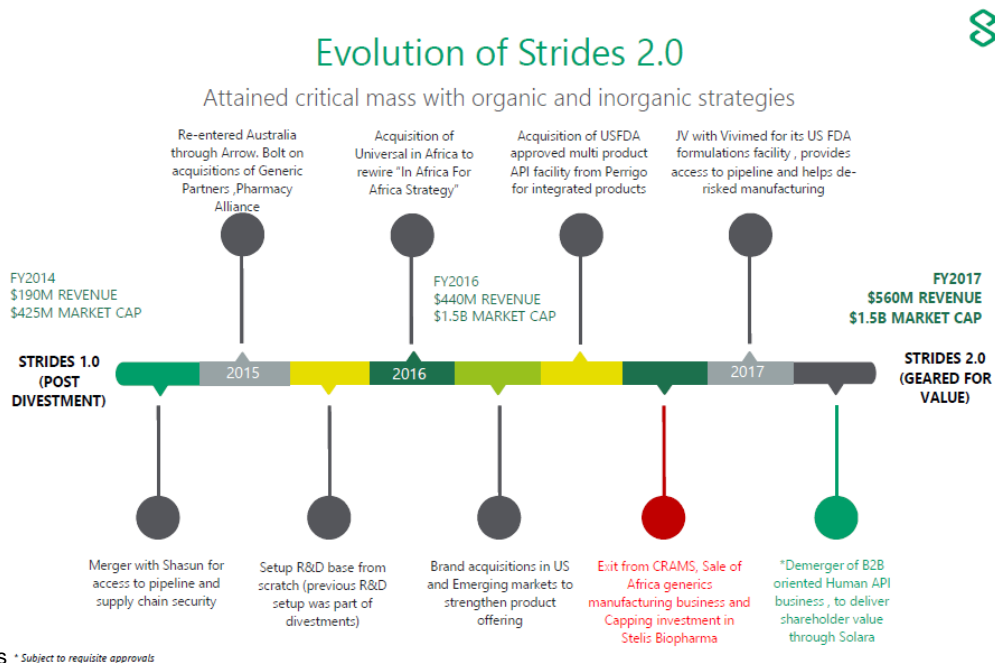 Evolution of Strides 2.0
Attained critical mass with organic and inorganic strategies
Re-entered Australia
through Arrow. Bolt on
acquisitions of Generic
Partners ,Pharmacy
Alliance
Acquisition of
Universal in Africa to
rewire "In Africa For
Africa Strategy"
Acquisition of USFDA
approved multi product
API facility from Perrigo
for integrated products
JV with Vivimed for its US FDA
formulations facility , provides
access to pipeline and helps de-
risked manufacturing
FY2014
$190M REVENUE
$425M MARKET CAP
FY2016
$440M REVENUE
$1.5B MARKET CAP
FY2017
$560M REVENUE
$1.5B MARKET CAP
STRIDES 1.0
(POST
DIVESTMENT)
2015
2016
2017
STRIDES 2.0
(GEARED FOR
VALUE)
Merger with Shasun for
access to pipeline and
supply chain security
Setup R&D base from
scratch (previous R&D
setup was part of
divestments)
Brand acquisitions in US
and Emerging markets to
strengthen product
offering
Exit from CRAMS, Sale of
Africa generics
manufacturing business and
Capping investment in
Stelis Biopharma
*Demerger of B2B
oriented Human API
business , to deliver
shareholder value
through Solara
s * Subject to requisite approvals